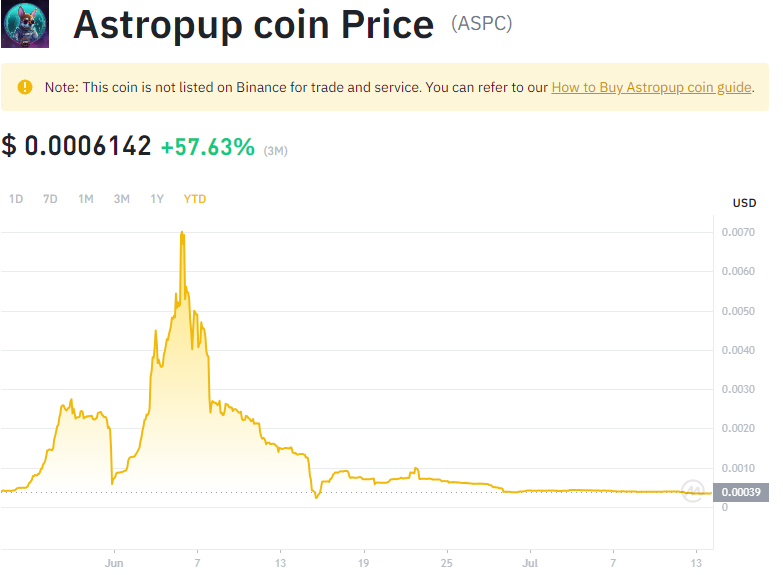 Astropup coin Price (ASPC)
Note: This coin is not listed on Binance for trade and service. You can refer to our How to Buy Astropup coin guide.
$ 0.0006142 +57.63% (3M)
1D 7D 1M 3M 1Y YTD
USD
0.0070
0.0060
0.0050
0.0040
0.0030
0.0020
0.0010
0.00039
0
Jun 7 13 19 25 Jul 7 13